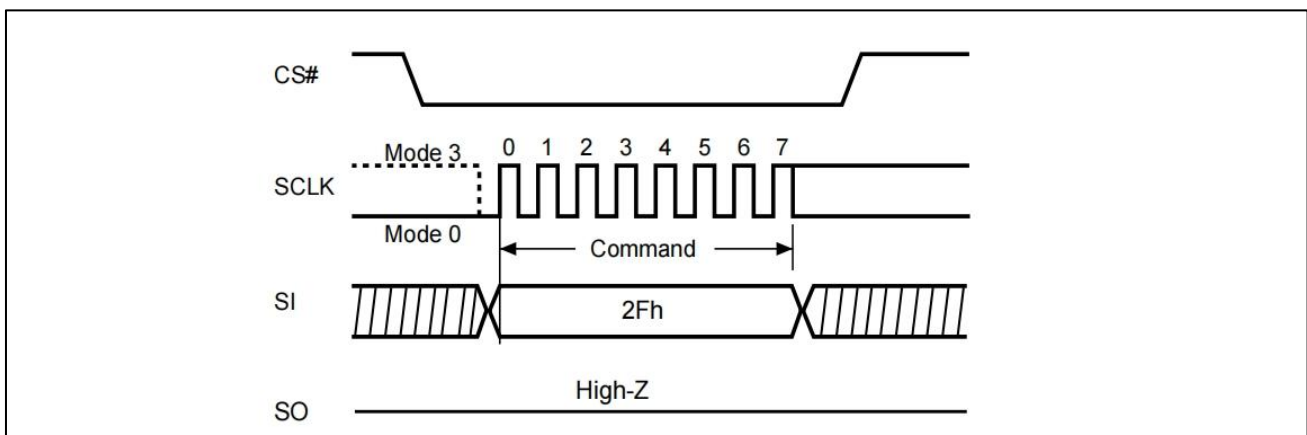 CS#
Mode 3
0 1 2 3 4 5 6 7
SCLK
Mode 0
Command
SI
2Fh
High-Z
SO